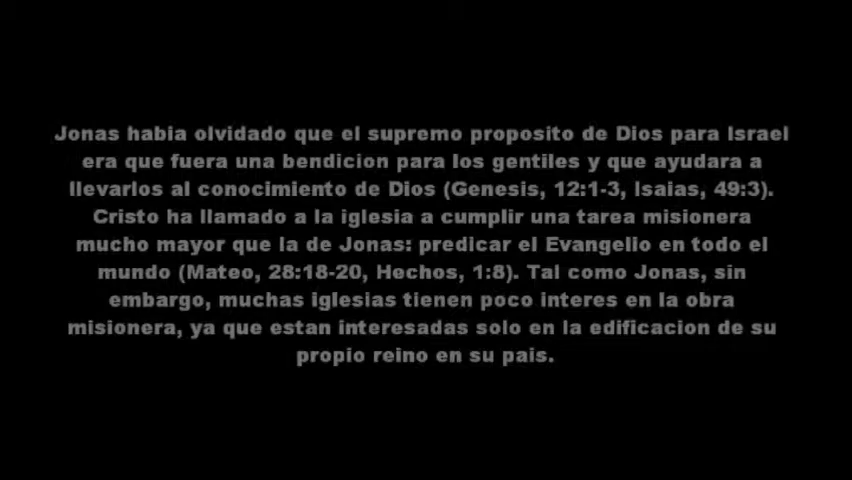 Jonas habia olvidado que el supremo proposito de Dios para Israel
era que fuera una bendicion para los gentiles y que ayudara a
llevarlos al conocimiento de Dios (Genesis, 12:1-3, Isaias, 49:3).
Cristo ha llamado a la iglesia a cumplir una tarea misionera
mucho mayor que la de Jonas: predicar el Evangelio en todo el
mundo (Mateo, 28:18-20, Hechos, 1:8). Tal como Jonas, sin
embargo, muchas iglesias tienen poco interes en la obra
misionera, ya que estan interesadas solo en la edificacion de su
propio reino en su pais.